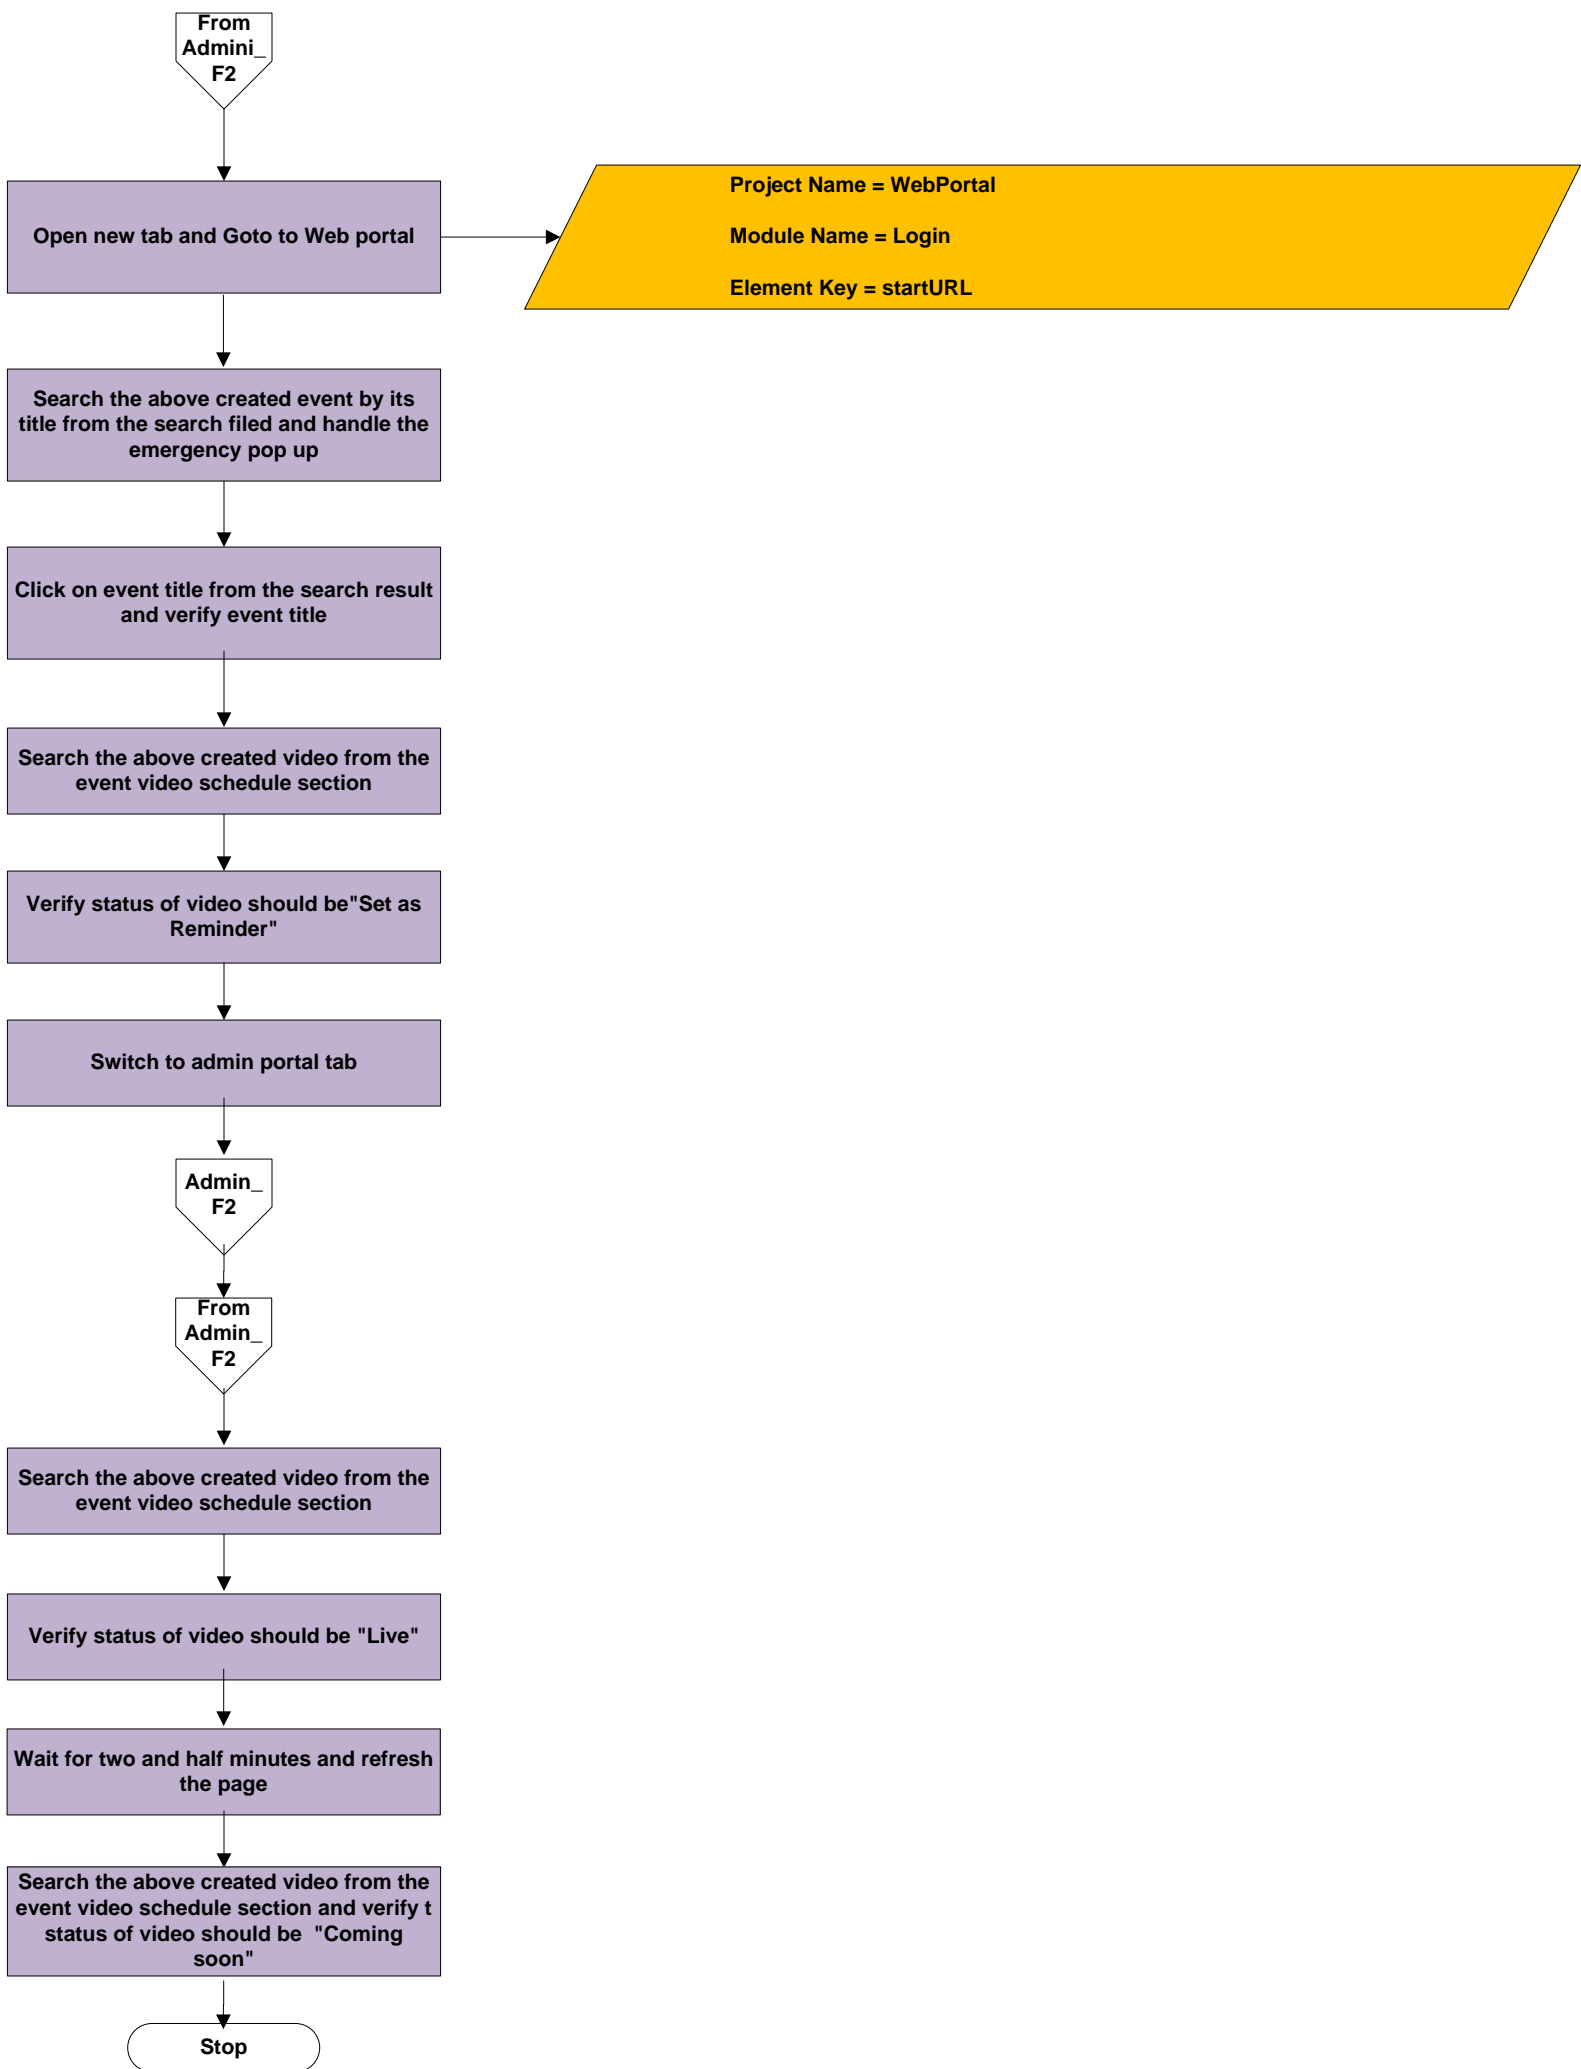 From
Admini_
F2
Open new tab and Goto to Web portal
Project Name = WebPortal
Module Name = Login
Element Key = startURL
Search the above created event by its
title from the search filed and handle the
emergency pop up
Click on event title from the search result
and verify event title
Search the above created video from the
event video schedule section
Verify status of video should be"Set as
Reminder"
Switch to admin portal tab
Admin_
F2
From
Admin_
F2
Search the above created video from the
event video schedule section
Verify status of video should be "Live"
Wait for two and half minutes and refresh
the page
Search the above created video from the
event video schedule section and verify t
status of video should be  "Coming
soon"
Stop